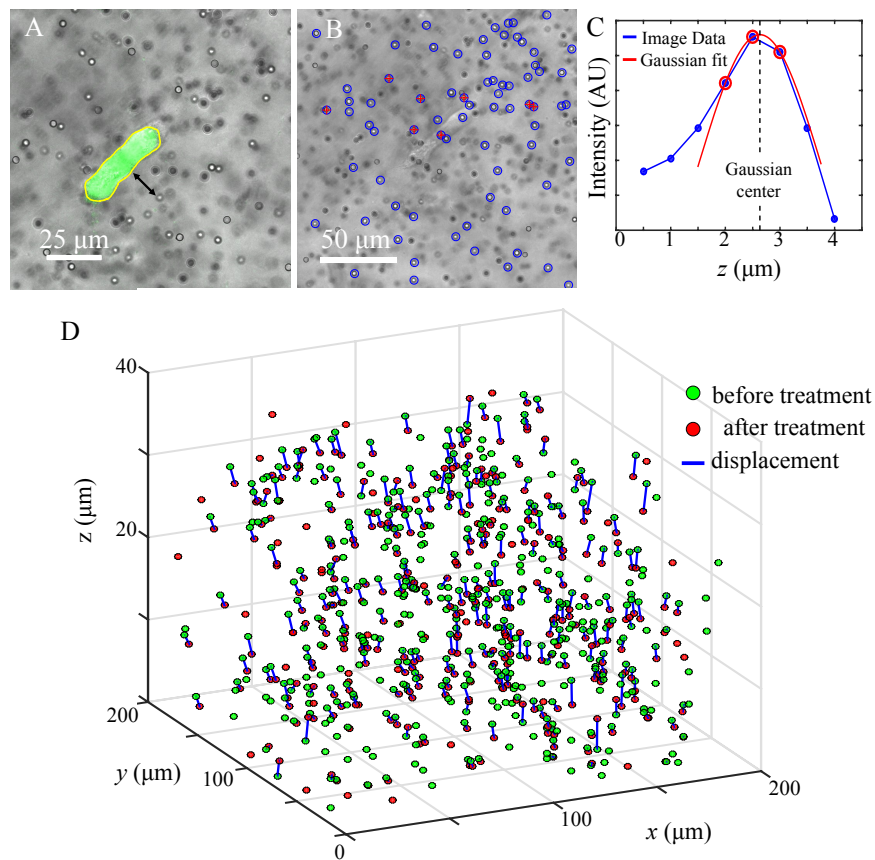 A
25 μm
B
50 μm
C
Image Data
Gaussian fit
Gaussian
center
Intensity (AU)
0
1
2
3
4
z (μm)
D
40
20
z (μm)
200
y (μm)
100
0
100
x (μm)
200
before treatment
after treatment
displacement